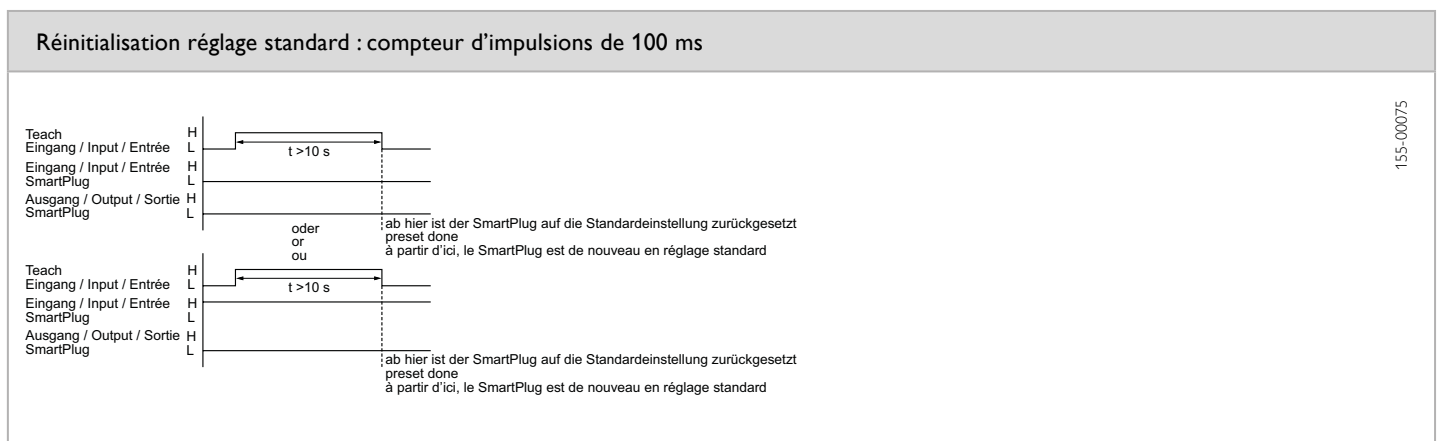 Réinitialisation réglage standard : compteur d’impulsions de 100 ms
155-00075
Teach H
Eingang / Input / Entrée L
t >10 s
Eingang / Input / Entrée H
SmartPlug L
Ausgang / Output / Sortie H
SmartPlug L
oder
or
ou
ab hier ist der SmartPlug auf die Standardeinstellung zurückgesetzt
preset done
à partir d’ici, le SmartPlug est de nouveau en réglage standard
Teach H
Eingang / Input / Entrée L
t >10 s
Eingang / Input / Entrée H
SmartPlug L
Ausgang / Output / Sortie H
SmartPlug L
ab hier ist der SmartPlug auf die Standardeinstellung zurückgesetzt
preset done
à partir d’ici, le SmartPlug est de nouveau en réglage standard